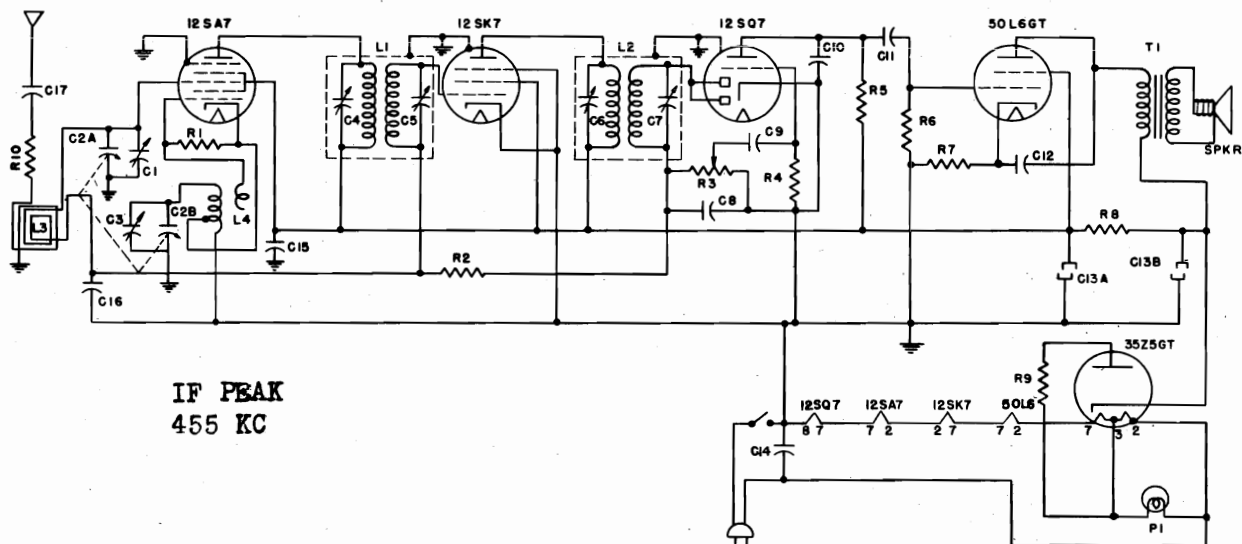 12SA7
12SK7
12SQ7
50L6GT
L1
L2
T1
C10
C11
C17
C2A
R1
C4
C5
C6
C7
C9
R5
R6
R7
C12
SPKR
R10
C1
R3
R4
C8
L3
C3
C2B
L4
C15
R8
R2
C13A
C13B
C16
35Z5GT
IF PEAK
455 KC
R9
12SQ7
12SA7
12SK7
50L6
8 7
7 2
2 7
7 2
7
3
2
C14
P1